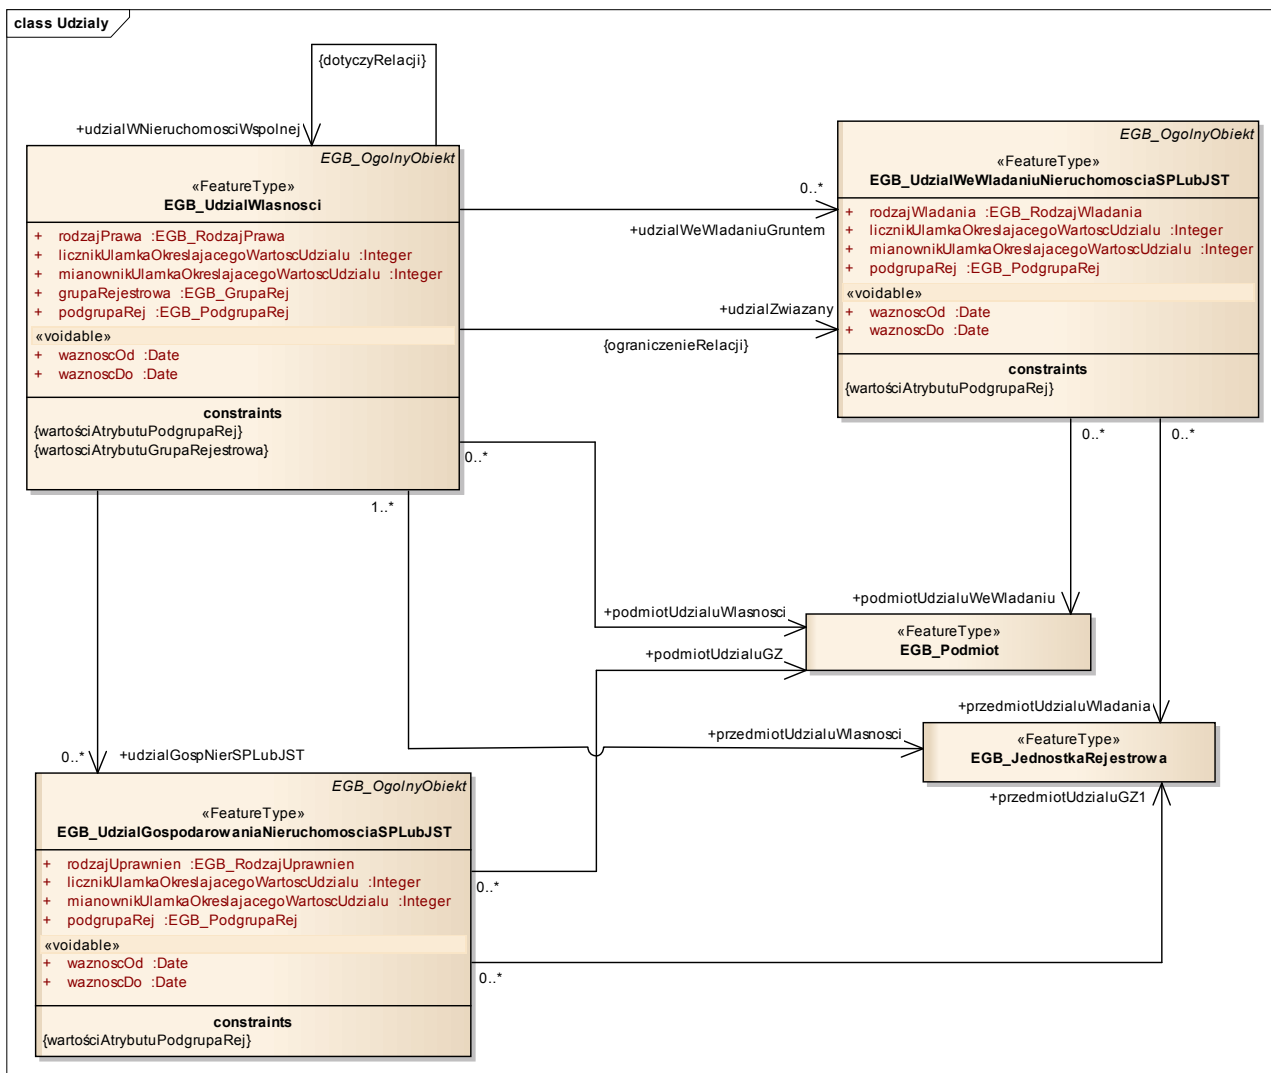 class Udzialy
{dotyczyRelacji}
+udzialWNieruchomosciWspolnej
EGB_OgolnyObiekt
«FeatureType»
EGB_UdzialWlasnosci
+ rodzajPrawa :EGB_RodzajPrawa
+ licznikUlamkaOkreslajacegoWartoscUdzialu :Integer
+ mianownikUlamkaOkreslajacegoWartoscUdzialu :Integer
+ grupaRejestrowa :EGB_GrupaRej
+ podgrupaRej :EGB_PodgrupaRej
«voidable»
+ waznoscOd :Date
+ waznoscDo :Date
constraints
{wartościAtrybutuPodgrupaRej}
{wartosciAtrybutuGrupaRejestrowa}
0..*
+udzialWeWladaniuGruntem
+udzialZwiazany
{ograniczenieRelacji}
EGB_OgolnyObiekt
«FeatureType»
EGB_UdzialWeWladaniuNieruchomosciaSPLubJST
+ rodzajWladania :EGB_RodzajWladania
+ licznikUlamkaOkreslajacegoWartoscUdzialu :Integer
+ mianownikUlamkaOkreslajacegoWartoscUdzialu :Integer
+ podgrupaRej :EGB_PodgrupaRej
«voidable»
+ waznoscOd :Date
+ waznoscDo :Date
constraints
{wartościAtrybutuPodgrupaRej}
0..*
0..*
0..*
1..*
+podmiotUdzialuWeWladaniu
+podmiotUdzialuWlasnosci
«FeatureType»
EGB_Podmiot
+podmiotUdzialuGZ
+przedmiotUdzialuWladania
+przedmiotUdzialuWlasnosci
«FeatureType»
EGB_JednostkaRejestrowa
+przedmiotUdzialuGZ1
0..*
+udzialGospNierSPLubJST
EGB_OgolnyObiekt
«FeatureType»
EGB_UdzialGospodarowaniaNieruchomosciaSPLubJST
+ rodzajUprawnien :EGB_RodzajUprawnien
+ licznikUlamkaOkreslajacegoWartoscUdzialu :Integer
+ mianownikUlamkaOkreslajacegoWartoscUdzialu :Integer
+ podgrupaRej :EGB_PodgrupaRej
«voidable»
+ waznoscOd :Date
+ waznoscDo :Date
constraints
{wartościAtrybutuPodgrupaRej}
0..*
0..*